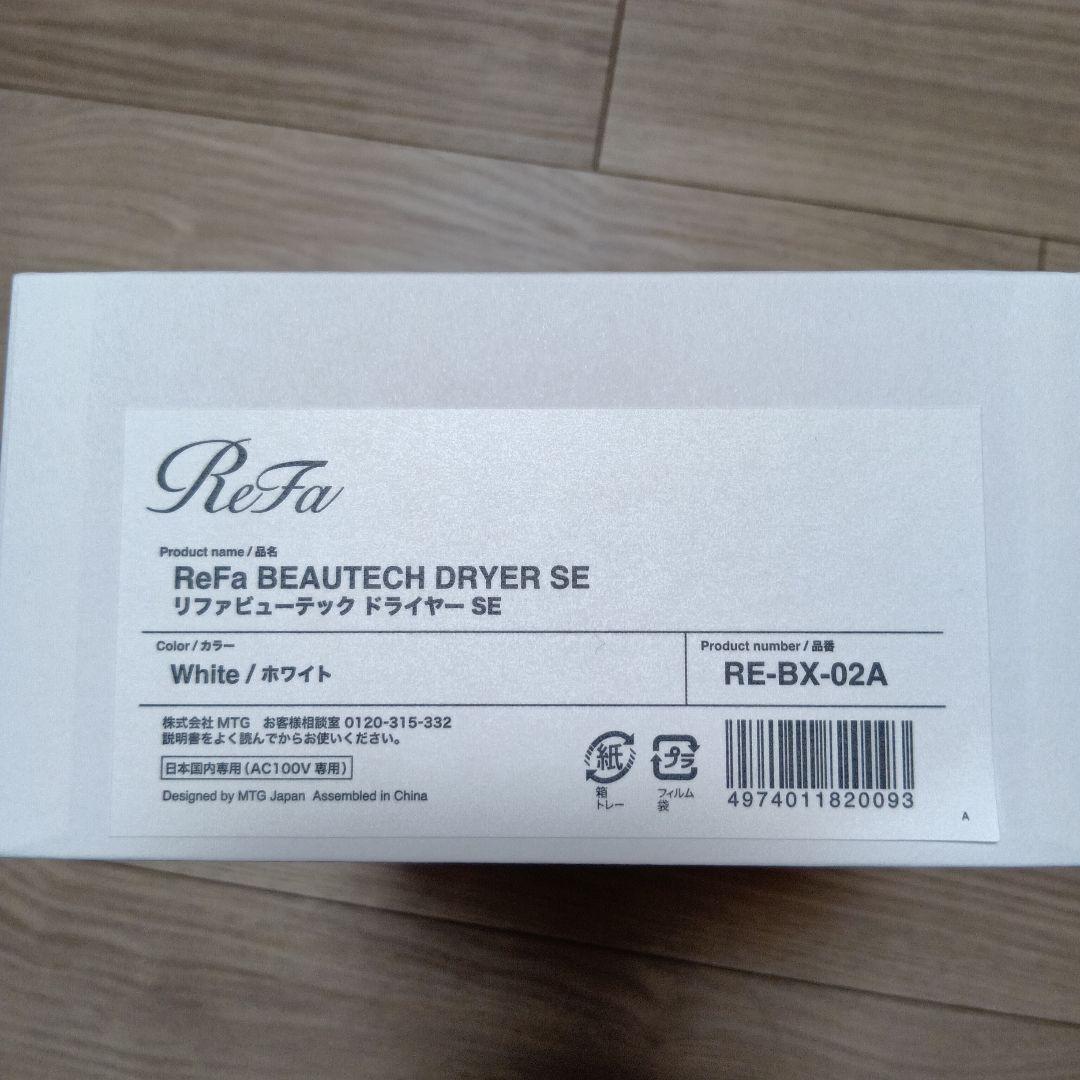 ReFa
Product name / 品名
ReFa BEAUTECH DRYER SE
リファビューテック ドライヤー SE
Color / カラー
White / ホワイト
Product number / 品番
RE-BX-02A
株式会社 MTG お客様相談室 0120-315-332
説明書をよく読んでからお使いください。
日本国内専用(AC100V 専用)
Designed by MTG Japan Assembled in China
紙
箱
トレー
プラ
フィルム
袋
4974011820093
A